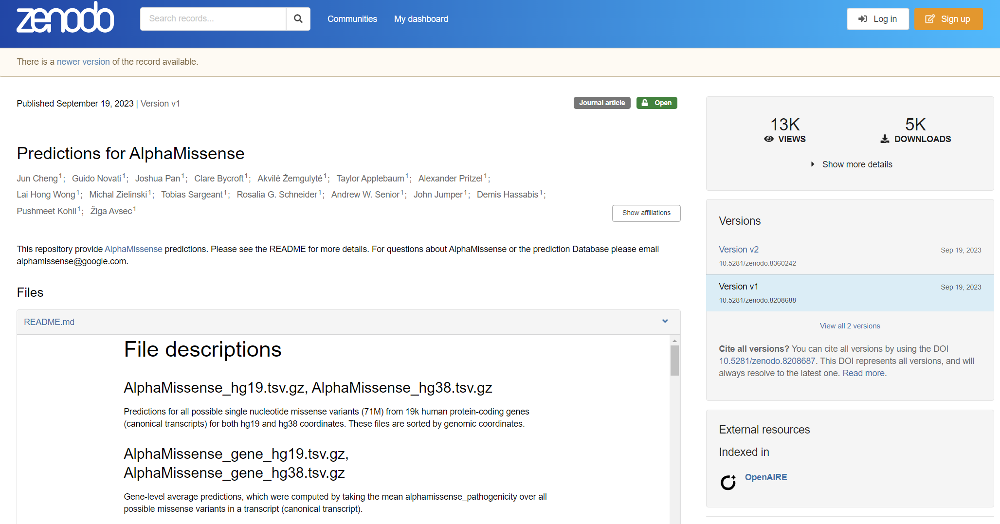 zenodo
Search records...
Communities
My dashboard
Log in
Sign up
There is a newer version of the record available.
Published September 19, 2023 | Version v1
Journal article
Open
Predictions for AlphaMissense
Jun Cheng1; Guido Novati1; Joshua Pan1; Clare Bycroft1; Akvilė Žemgulytė1; Taylor Applebaum1; Alexander Pritzel1;
Lai Hong Wong1; Michal Zielinski1; Tobias Sargeant1; Rosalia G. Schneider1; Andrew W. Senior1; John Jumper1; Demis Hassabis1;
Pushmeet Kohli1; Žiga Avsec1
Show affiliations
This repository provide AlphaMissense predictions. Please see the README for more details. For questions about AlphaMissense or the prediction Database please email
alphamissense@google.com.
Files
README.md
File descriptions
AlphaMissense_hg19.tsv.gz, AlphaMissense_hg38.tsv.gz
Predictions for all possible single nucleotide missense variants (71M) from 19k human protein-coding genes
(canonical transcripts) for both hg19 and hg38 coordinates. These files are sorted by genomic coordinates.
AlphaMissense_gene_hg19.tsv.gz,
AlphaMissense_gene_hg38.tsv.gz
Gene-level average predictions, which were computed by taking the mean alphamissense_pathogenicity over all
possible missense variants in a transcript (canonical transcript).
13K
VIEWS
5K
DOWNLOADS
Show more details
Versions
Version v2
Sep 19, 2023
10.5281/zenodo.8360242
Version v1
Sep 19, 2023
10.5281/zenodo.8208688
View all 2 versions
Cite all versions? You can cite all versions by using the DOI
10.5281/zenodo.8208687. This DOI represents all versions, and will
always resolve to the latest one. Read more.
External resources
Indexed in
OpenAIRE